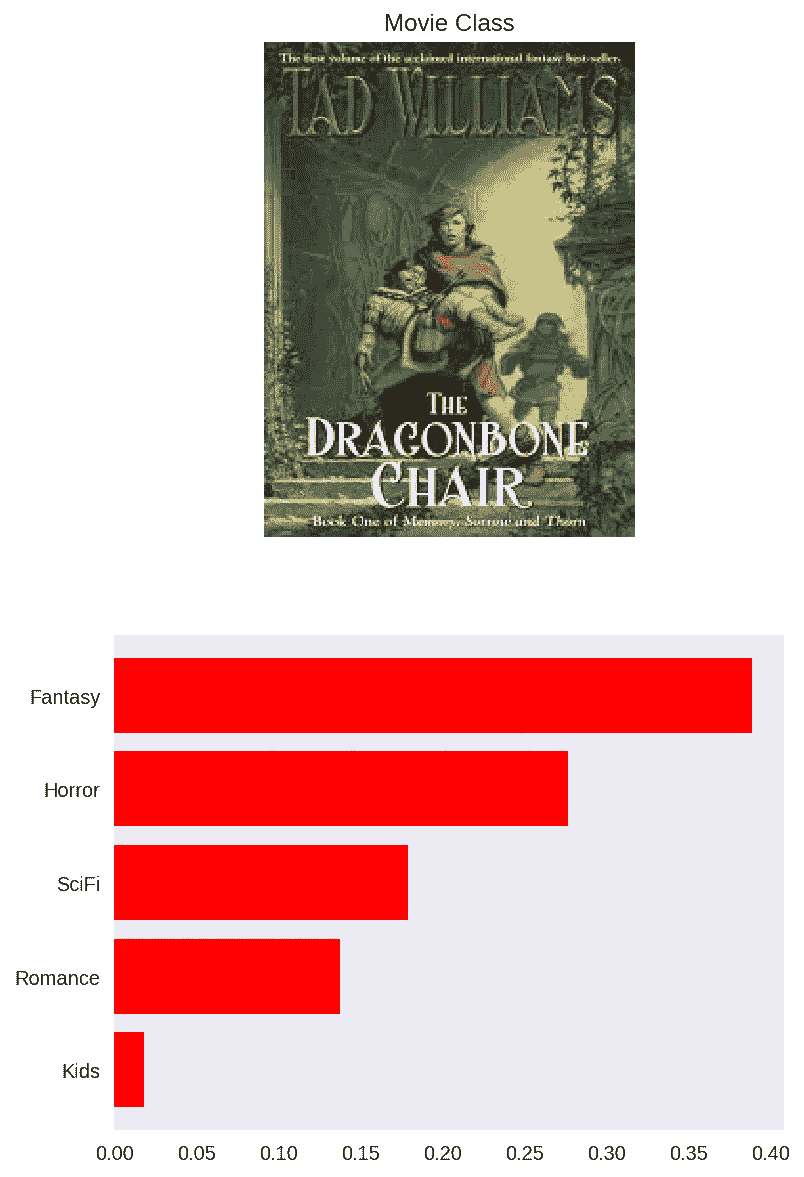 Movie Class
The first volume of the acclaimed international fantasy best-seller.
TAD WILLIAMS
THE
DRAGONBONE
CHAIR
Book One of Memory, Sorrow and Thorn
Fantasy
Horror
SciFi
Romance
Kids
0.00 0.05 0.10 0.15 0.20 0.25 0.30 0.35 0.40